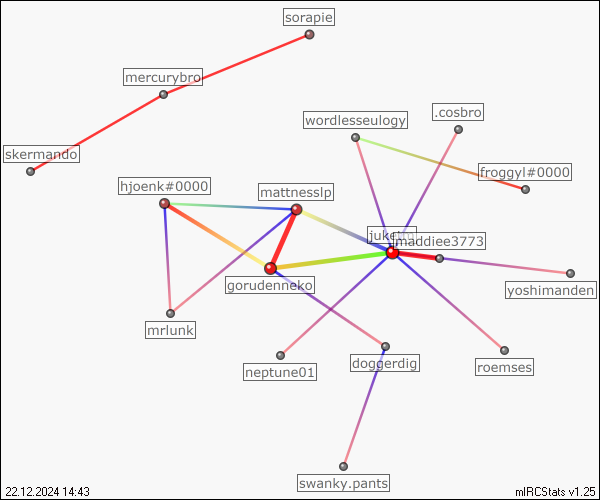 sorapie
mercurybro
wordlesseulogy
.cosbro
skermando
froggyl#0000
hjoenk#0000
mattnesslp
maddiee3773
gorudenneko
yoshimanden
mrlunk
neptune01
doggerdig
roemses
swanky.pants
22.12.2024 14:43
mIRCStats v1.25